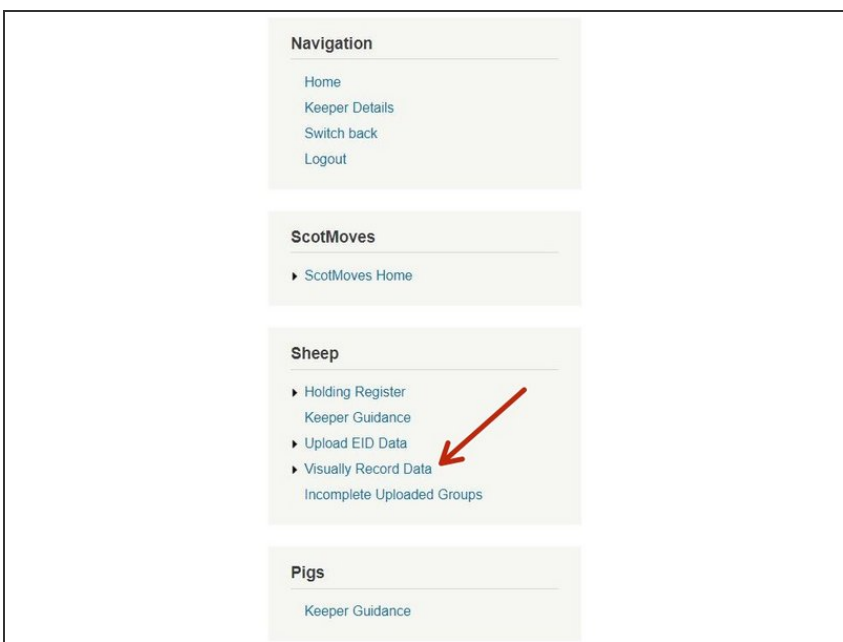 Navigation
Home
Keeper Details
Switch back
Logout
ScotMoves
ScotMoves Home
Sheep
Holding Register
Keeper Guidance
Upload EID Data
Visually Record Data
Incomplete Uploaded Groups
Pigs
Keeper Guidance